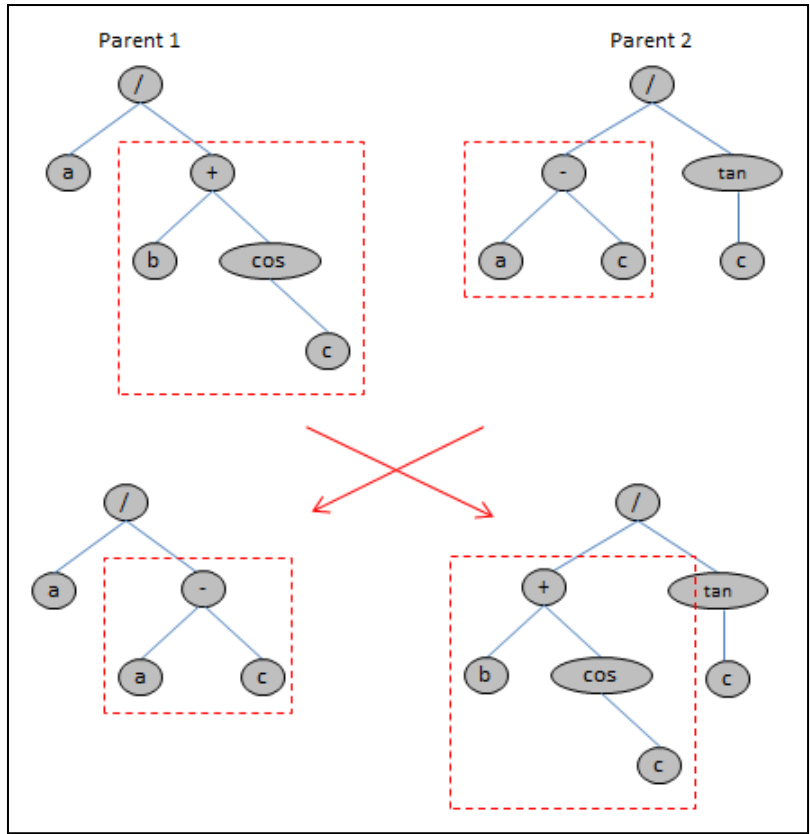 Parent 1 Parent 2
/ /
a + - tan
b cos a c c
c
/ /
a - + tan
a c b cos c
c